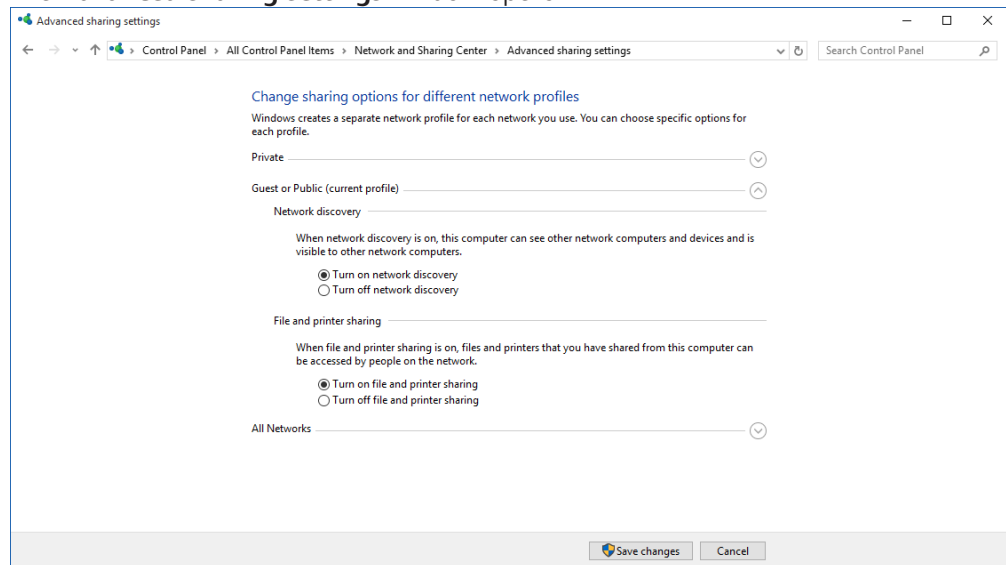 Advanced sharing settings
Control Panel > All Control Panel Items > Network and Sharing Center > Advanced sharing settings
Search Control Panel
Change sharing options for different network profiles
Windows creates a separate network profile for each network you use. You can choose specific options for
each profile.
Private
Guest or Public (current profile)
Network discovery
When network discovery is on, this computer can see other network computers and devices and is
visible to other network computers.
Turn on network discovery
Turn off network discovery
File and printer sharing
When file and printer sharing is on, files and printers that you have shared from this computer can
be accessed by people on the network.
Turn on file and printer sharing
Turn off file and printer sharing
All Networks
Save changes
Cancel